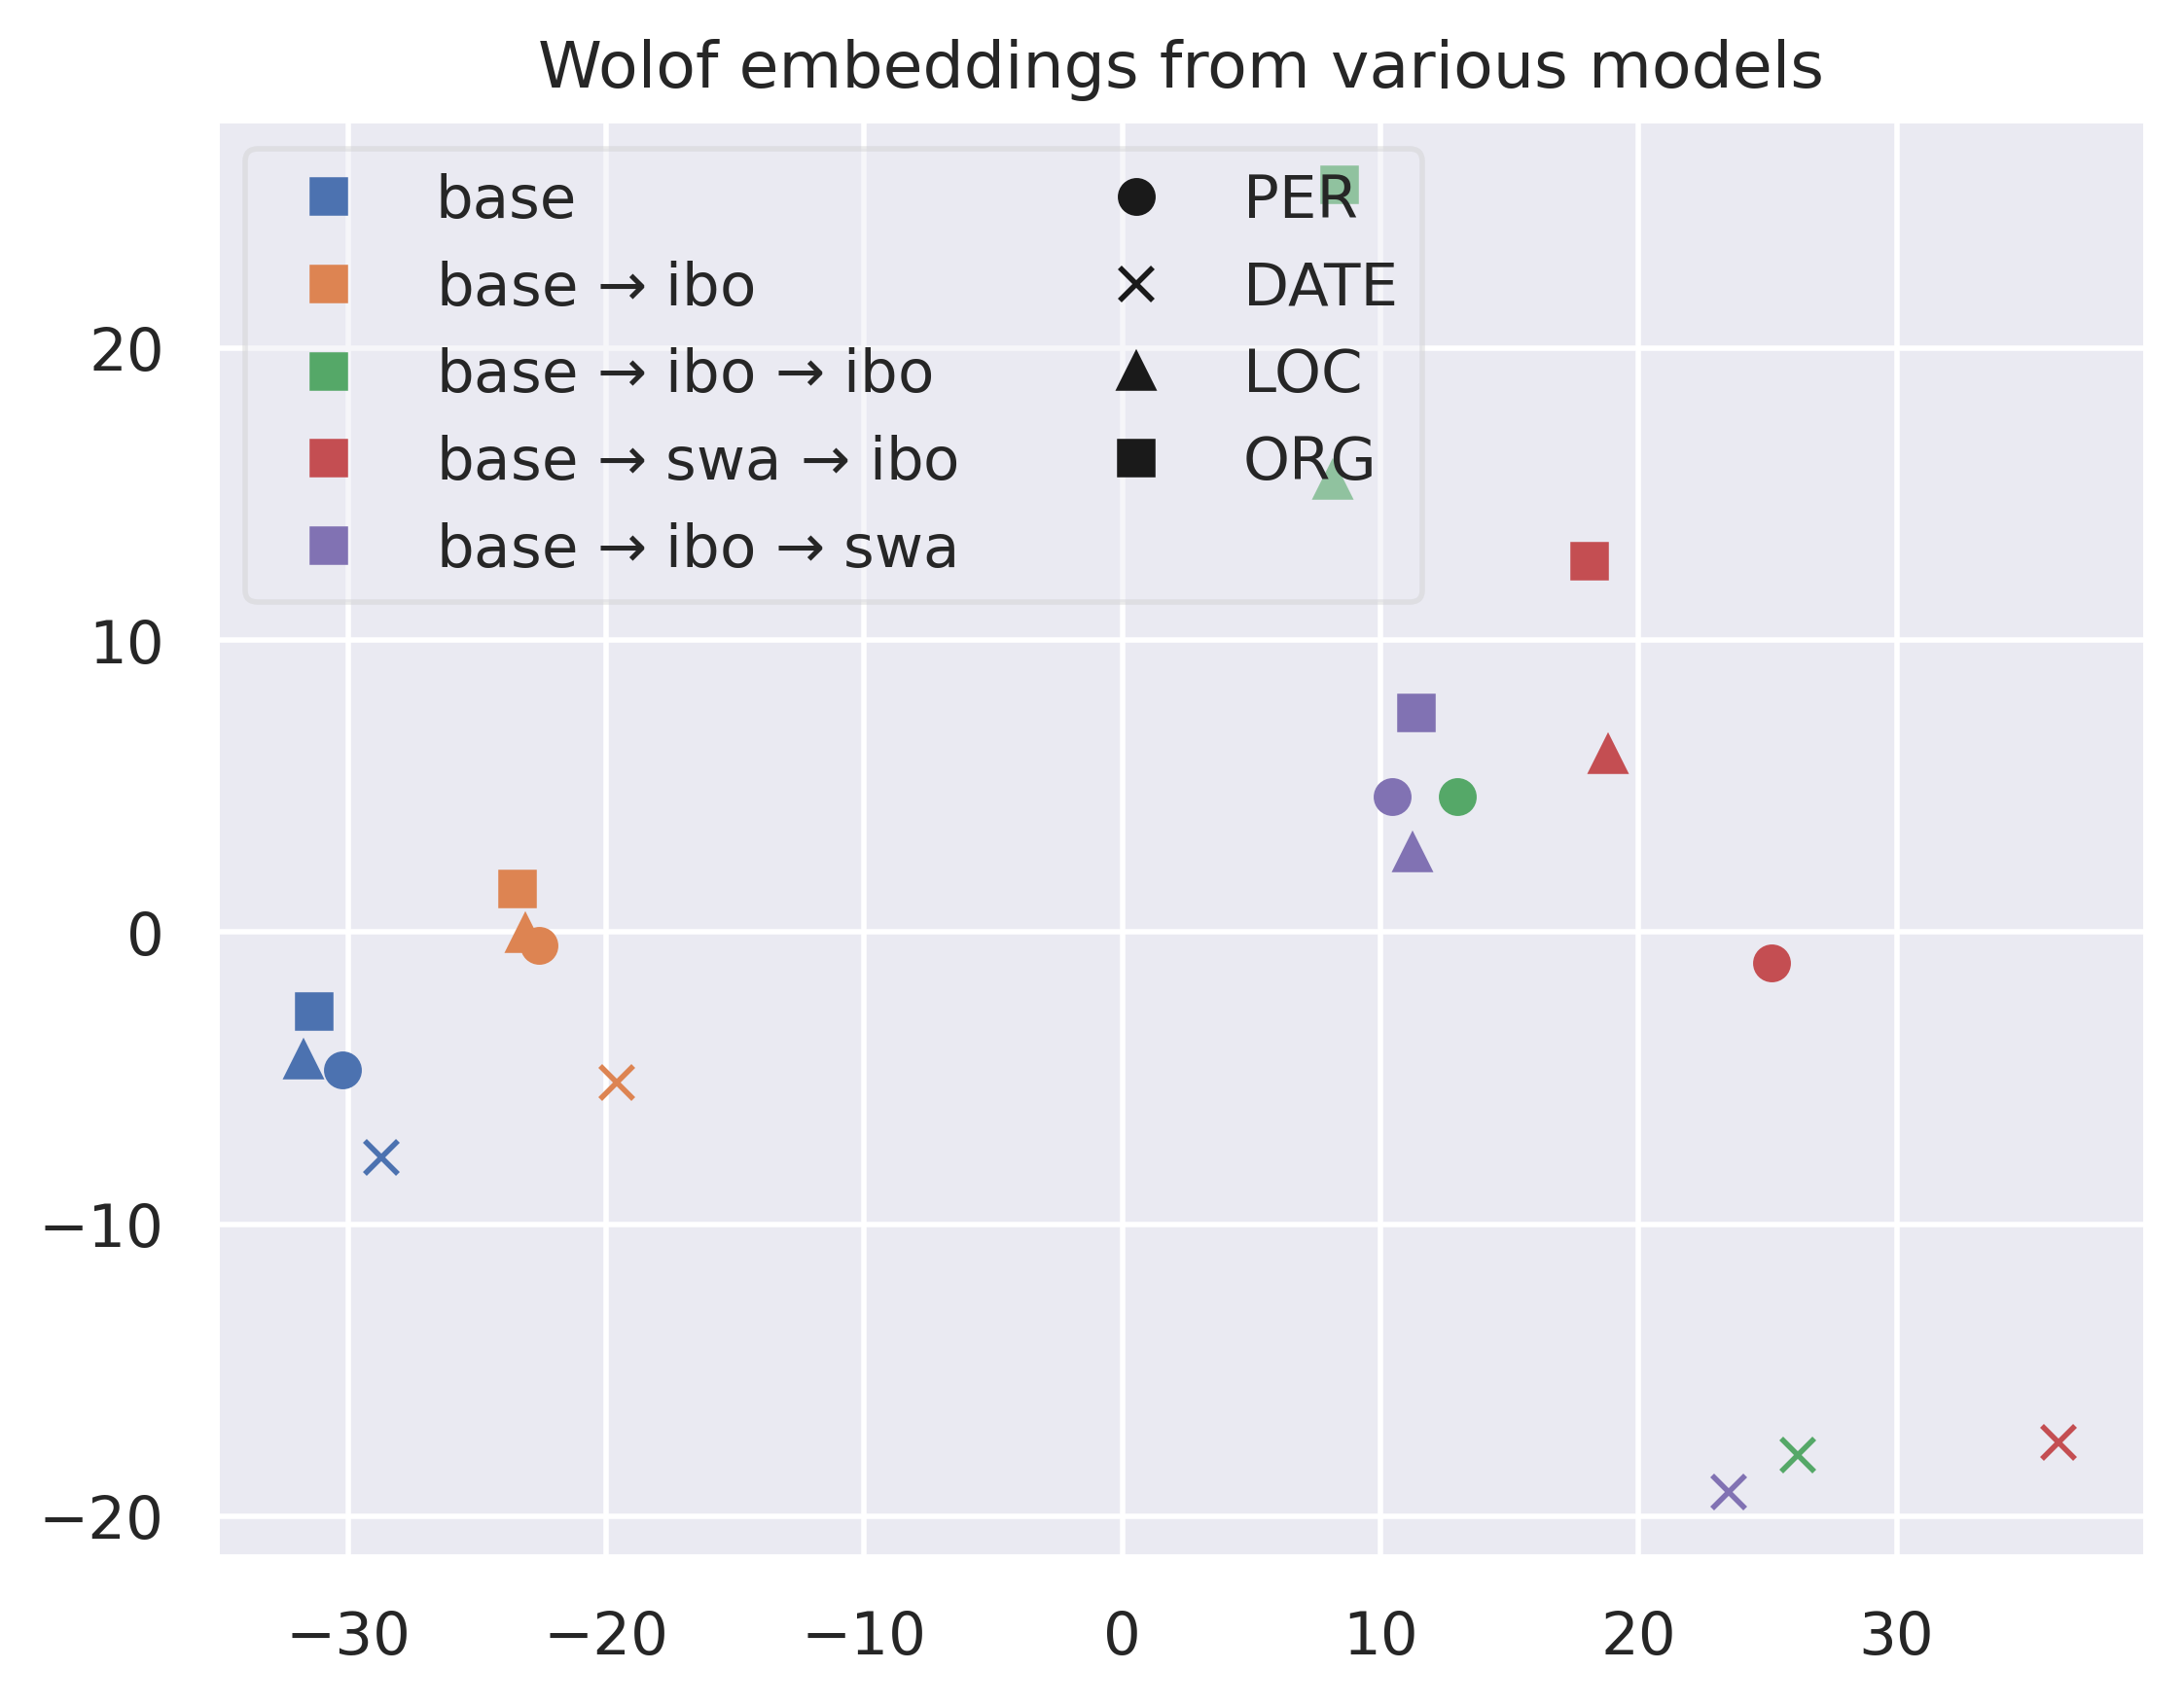 Wolof embeddings from various models
base
base → ibo
base → ibo → ibo
base → swa → ibo
base → ibo → swa
PER
DATE
LOC
ORG
20
10
0
−10
−20
−30
−20
−10
0
10
20
30